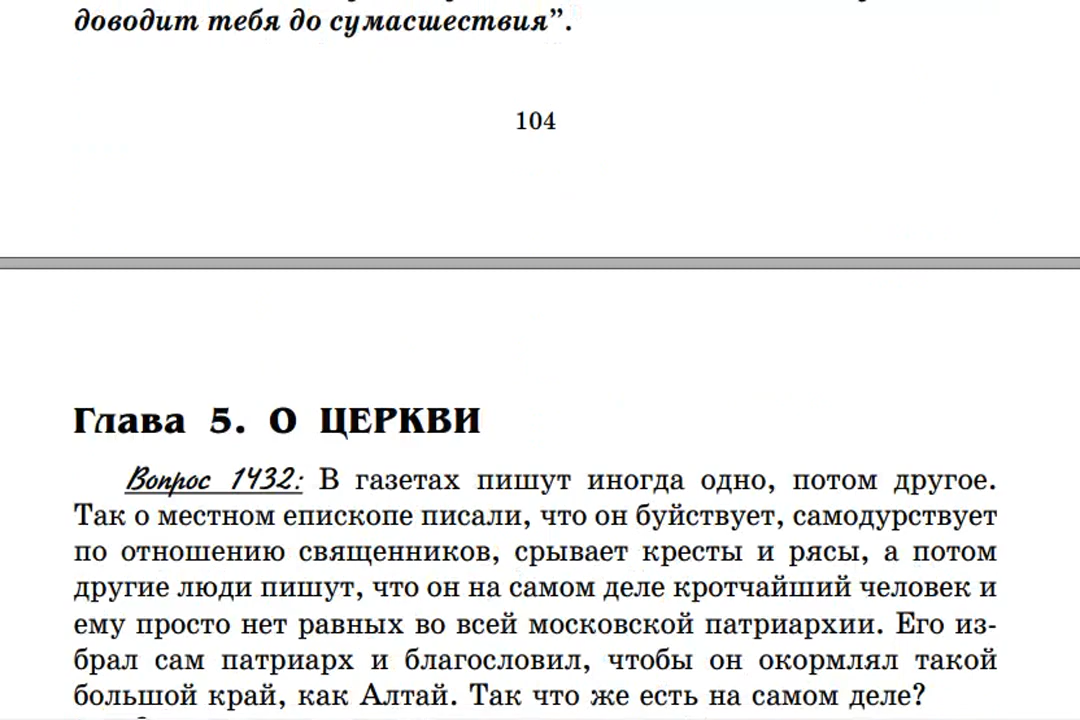 доводит тебя до сумасшествия”.
104
Глава 5. О ЦЕРКВИ
Вопрос 1432: В газетах пишут иногда одно, потом другое.
Так о местном епископе писали, что он буйствует, самодурствует
по отношению священников, срывает кресты и рясы, а потом
другие люди пишут, что он на самом деле кротчайший человек и
ему просто нет равных во всей московской патриархии. Его из-
брал сам патриарх и благословил, чтобы он окормлял такой
большой край, как Алтай. Так что же есть на самом деле?